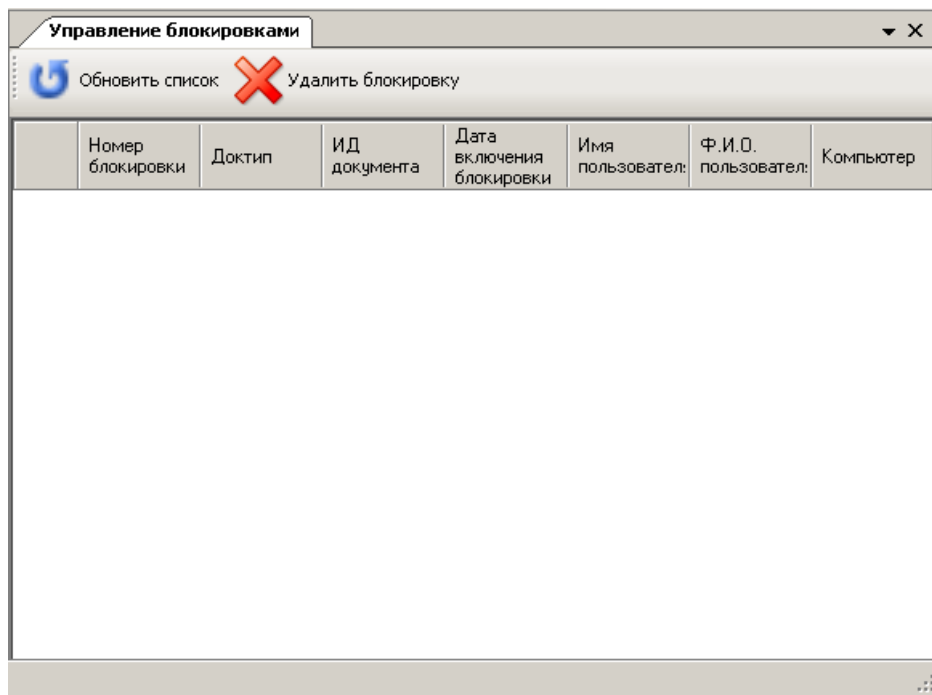 Управление блокировками
Обновить список Удалить блокировку
Номер блокировки
Доктип
ИД документа
Дата включения блокировки
Имя пользовател
Ф.И.О. пользовател
Компьютер